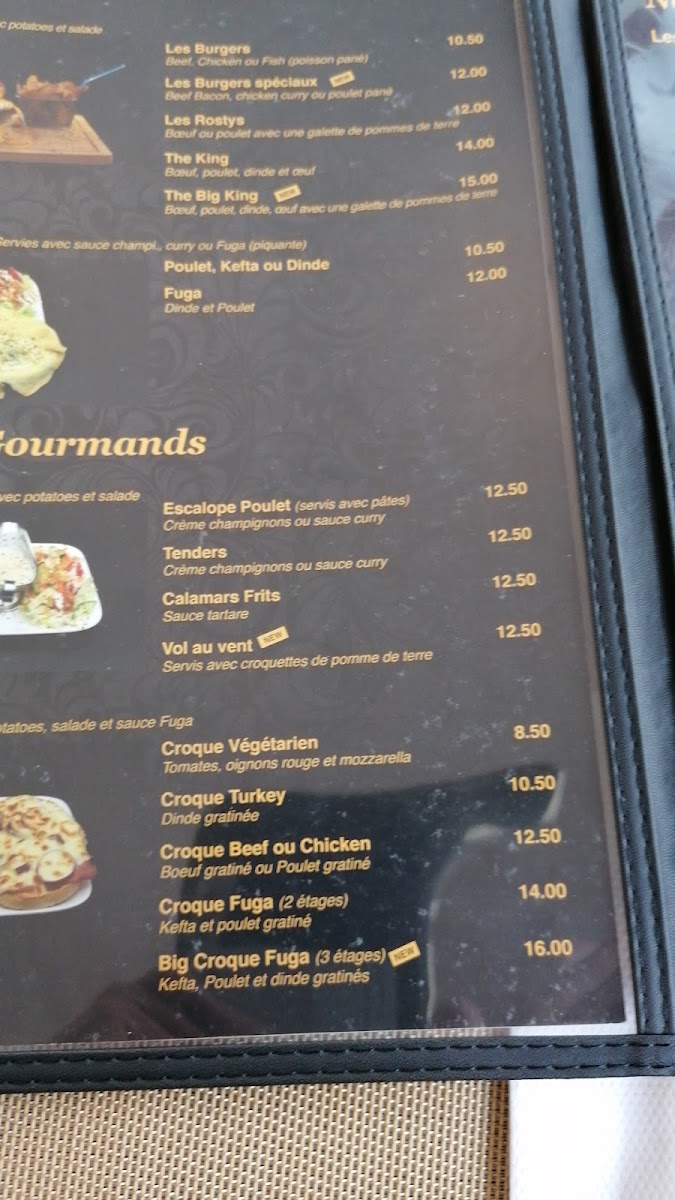 potatoes et salade
Les Burgers 10.50
Beef, Chicken ou Fish (poisson pané)
Les Burgers spéciaux NEW 12.00
Beef Bacon, chicken curry ou poulet pané
Les Rostys 12.00
Bœuf ou poulet avec une galette de pommes de terre
The King 14.00
Bœuf, poulet, dinde et œuf
The Big King NEW 15.00
Bœuf, poulet, dinde, œuf avec une galette de pommes de terre
Servies avec sauce champi., curry ou Fuga (piquante)
Poulet, Kefta ou Dinde 10.50
Fuga 12.00
Dinde et Poulet
Gourmands
avec potatoes et salade
Escalope Poulet (servis avec pâtes) 12.50
Crème champignons ou sauce curry
Tenders 12.50
Crème champignons ou sauce curry
Calamars Frits 12.50
Sauce tartare
Vol au vent NEW 12.50
Servis avec croquettes de pomme de terre
otatoes, salade et sauce Fuga
Croque Végétarien 8.50
Tomates, oignons rouge et mozzarella
Croque Turkey 10.50
Dinde gratinée
Croque Beef ou Chicken 12.50
Boeuf gratiné ou Poulet gratiné
Croque Fuga (2 étages) 14.00
Kefta et poulet gratiné
Big Croque Fuga (3 étages) NEW 16.00
Kefta, Poulet et dinde gratinés